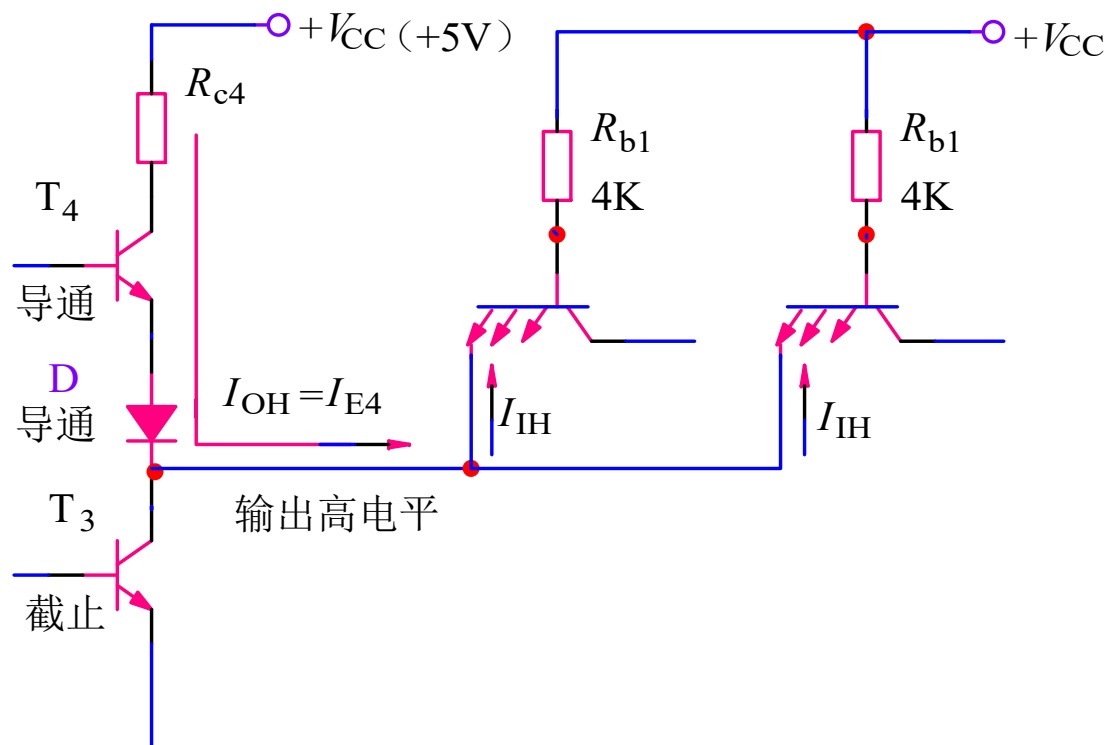 +VCC（+5V）
+VCC
Rc4
Rb1
Rb1
4K
4K
T4
导通
D
导通
IOH=IE4
IIH
IIH
T3
输出高电平
截止